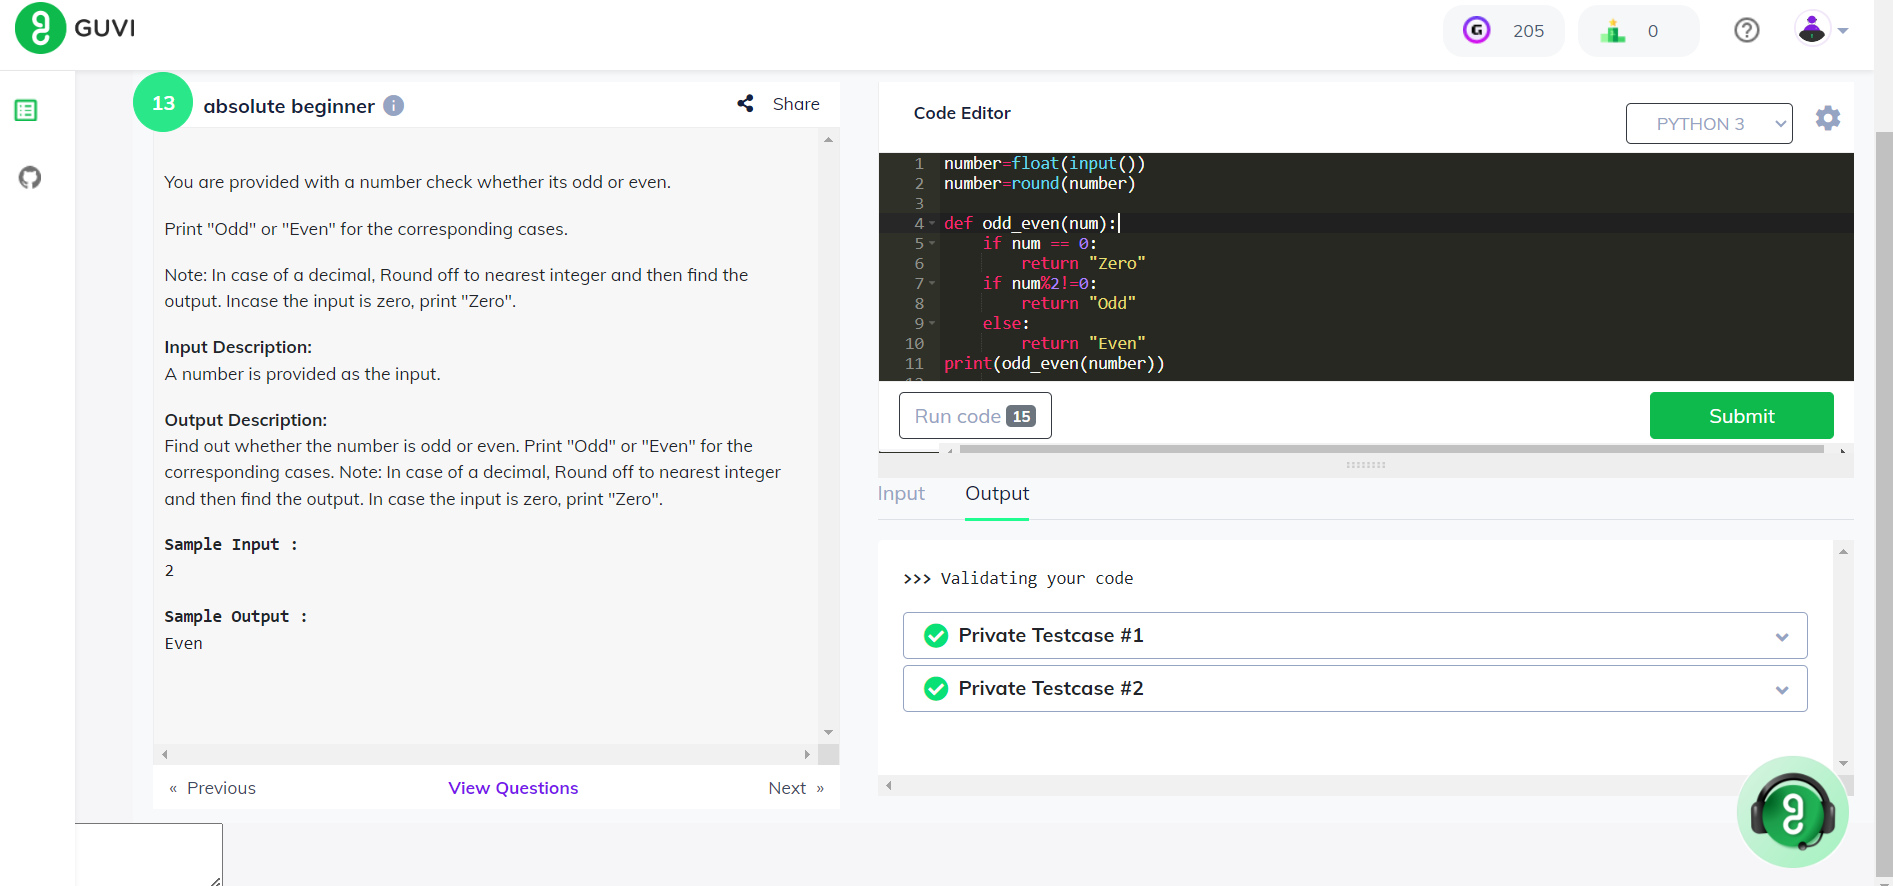 GUVI
205
0
13
absolute beginner
Share
You are provided with a number check whether its odd or even.
Print "Odd" or "Even" for the corresponding cases.
Note: In case of a decimal, Round off to nearest integer and then find the
output. Incase the input is zero, print "Zero".
Input Description:
A number is provided as the input.
Output Description:
Find out whether the number is odd or even. Print "Odd" or "Even" for the
corresponding cases. Note: In case of a decimal, Round off to nearest integer
and then find the output. In case the input is zero, print "Zero".
Sample Input :
2
Sample Output :
Even
« Previous
View Questions
Next »
Code Editor
PYTHON 3
1 number=float(input())
2 number=round(number)
3
4 def odd_even(num):
5     if num == 0:
6         return "Zero"
7     if num%2!=0:
8         return "Odd"
9     else:
10         return "Even"
11 print(odd_even(number))
Run code 15
Submit
Input
Output
>>> Validating your code
Private Testcase #1
Private Testcase #2